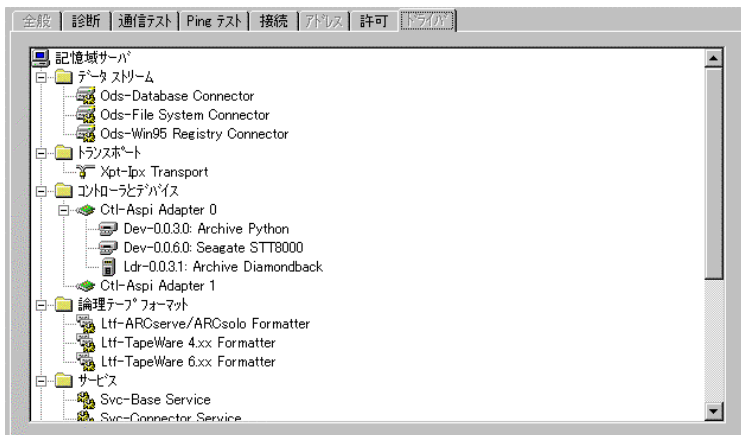 全般 診断 通信テスト Ping テスト 接続 アドレス 許可 ドライバ
記憶域サーバ
データ ストリーム
Ods-Database Connector
Ods-File System Connector
Ods-Win95 Registry Connector
トランスポート
Xpt-Ipx Transport
コントローラとデバイス
Ctl-Aspi Adapter 0
Dev-0.0.3.0: Archive Python
Dev-0.0.6.0: Seagate STT8000
Ldr-0.0.3.1: Archive Diamondback
Ctl-Aspi Adapter 1
論理テープ フォーマット
Ltf-ARCserve/ARCsolo Formatter
Ltf-TapeWare 4.xx Formatter
Ltf-TapeWare 6.xx Formatter
サービス
Svc-Base Service
Svc-Connector Service